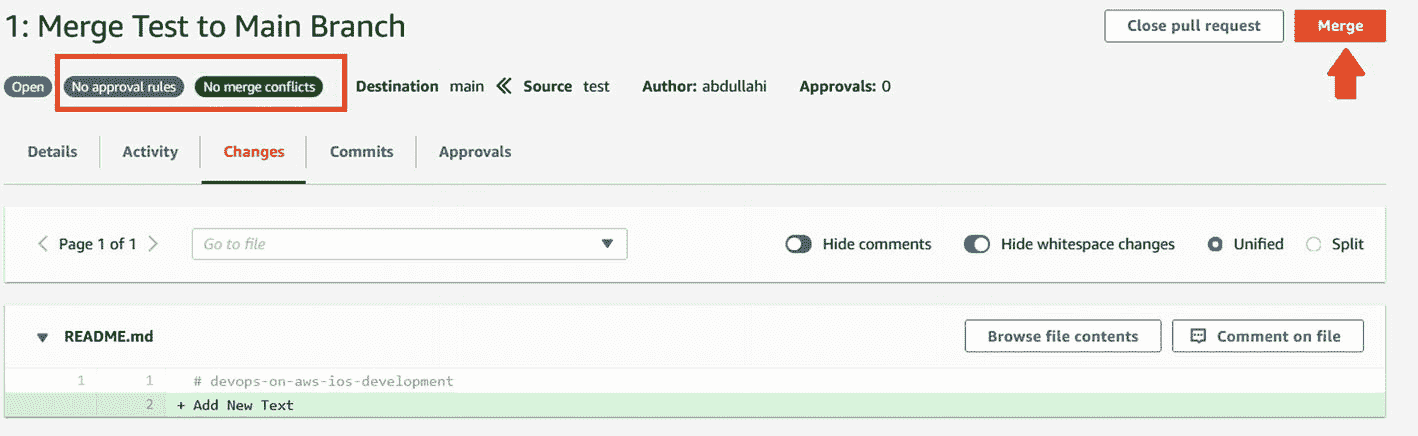 1: Merge Test to Main Branch
Close pull request
Merge
Open No approval rules No merge conflicts Destination main Source test Author: abdullahi Approvals: 0
Details Activity Changes Commits Approvals
Page 1 of 1 Go to file Hide comments Hide whitespace changes Unified Split
README.md Browse file contents Comment on file
1 1 # devops-on-aws-ios-development
2 + Add New Text